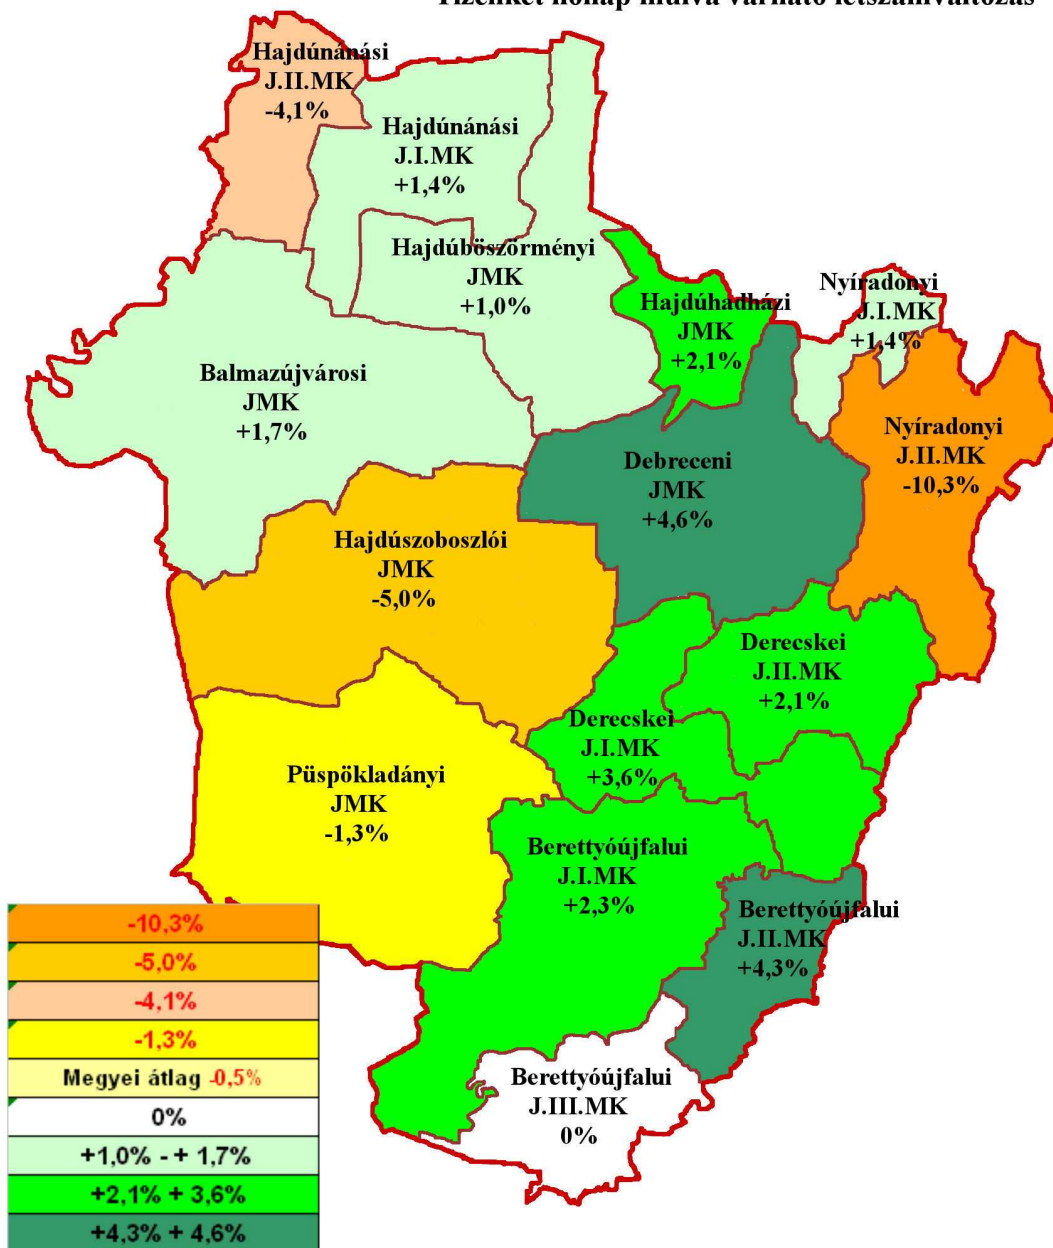 Tizenkét hónap múlva várható létszámváltozás
Hajdúnánási
J.II.MK
-4,1%
Hajdúnánási
J.I.MK
+1,4%
Hajdúböszörményi
JMK
+1,0%
Hajdúhadházi
JMK
+2,1%
Nyíradonyi
J.I.MK
+1,4%
Balmazújvárosi
JMK
+1,7%
Nyíradonyi
J.II.MK
-10,3%
Debreceni
JMK
+4,6%
Hajdúszoboszlói
JMK
-5,0%
Derecskei
J.II.MK
+2,1%
Derecskei
J.I.MK
+3,6%
Püspökladányi
JMK
-1,3%
Berettyóújfalui
J.I.MK
+2,3%
Berettyóújfalui
J.II.MK
+4,3%
Berettyóújfalui
J.III.MK
0%
-10,3%
-5,0%
-4,1%
-1,3%
Megyei átlag -0,5%
0%
+1,0% - + 1,7%
+2,1% + 3,6%
+4,3% + 4,6%